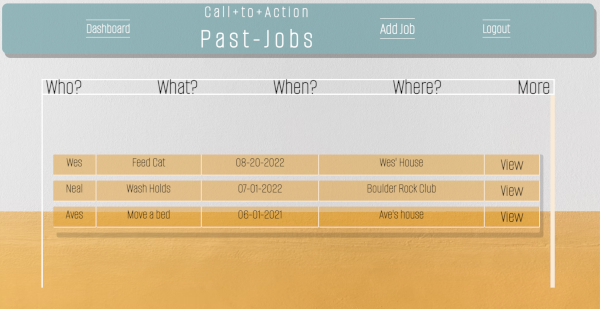 Call+to+Action
Dashboard Past-Jobs Add Job Logout
Who? What? When? Where? More
Wes Feed Cat 08-20-2022 Wes' House View
Neal Wash Holds 07-01-2022 Boulder Rock Club View
Aves Move a bed 06-01-2021 Ave's house View